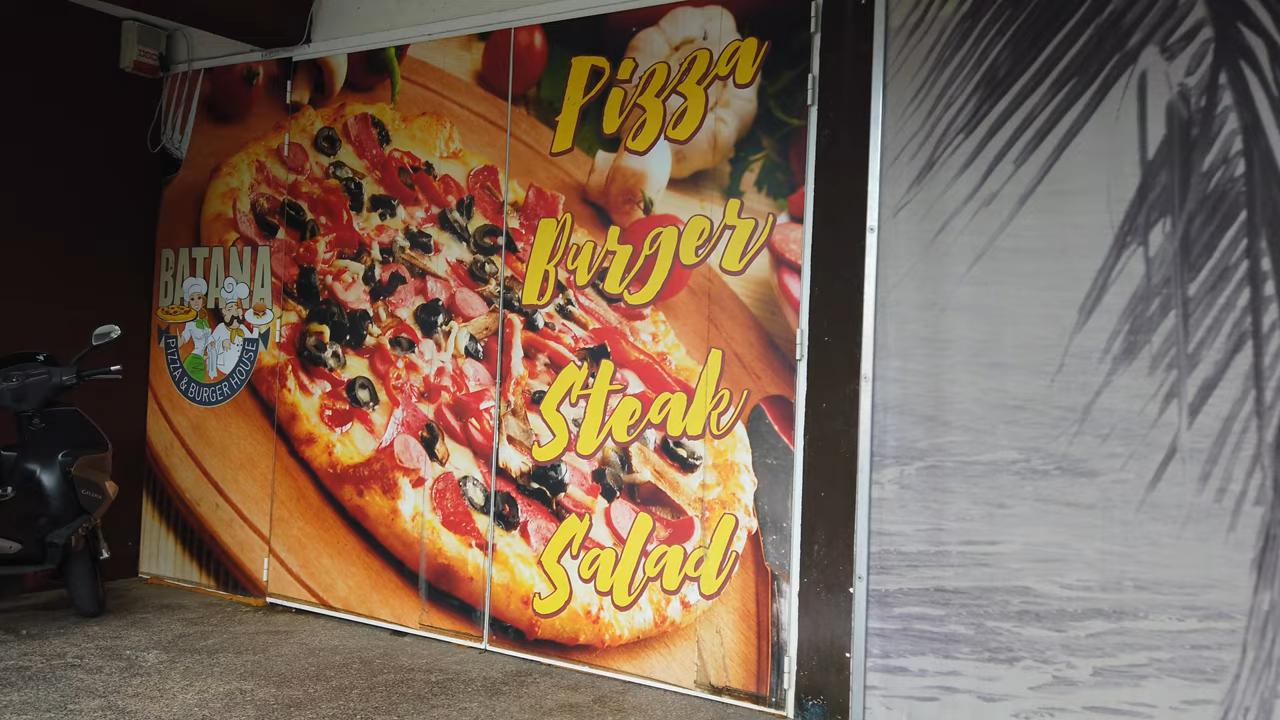 BATANA
PIZZA & BURGER HOUSE
Pizza
Burger
Steak
Salad